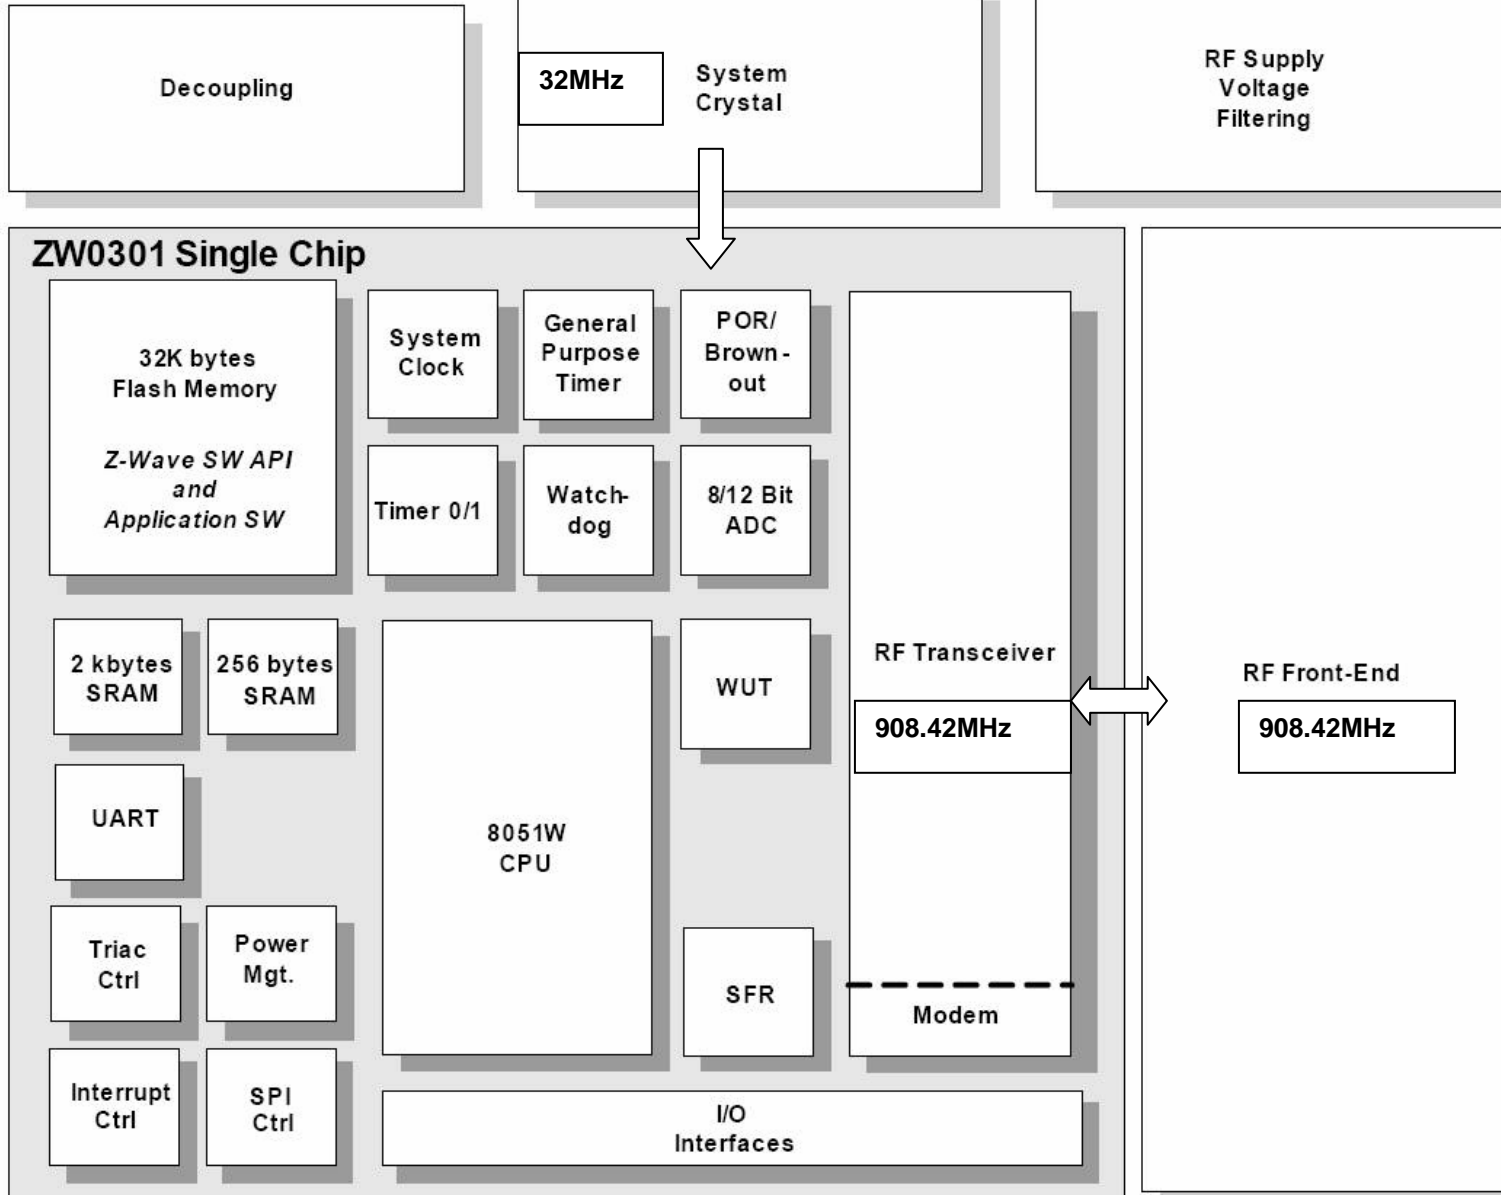 Decoupling
32MHz
System
Crystal
RF Supply
Voltage
Filtering
ZW0301 Single Chip
32K bytes
Flash Memory
Z-Wave SW API
and
Application SW
System
Clock
General
Purpose
Timer
POR/
Brown-
out
Timer 0/1
Watch-
dog
8/12 Bit
ADC
2 kbytes
SRAM
256 bytes
SRAM
WUT
RF Transceiver
908.42MHz
RF Front-End
908.42MHz
UART
8051W
CPU
Triac
Ctrl
Power
Mgt.
SFR
Modem
Interrupt
Ctrl
SPI
Ctrl
I/O
Interfaces